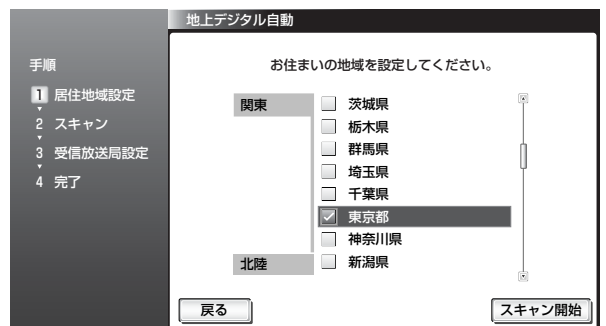 地上デジタル自動
手順
1 居住地域設定
2 スキャン
3 受信放送局設定
4 完了
お住まいの地域を設定してください。
関東
茨城県
栃木県
群馬県
埼玉県
千葉県
東京都
神奈川県
北陸
新潟県
戻る
スキャン開始